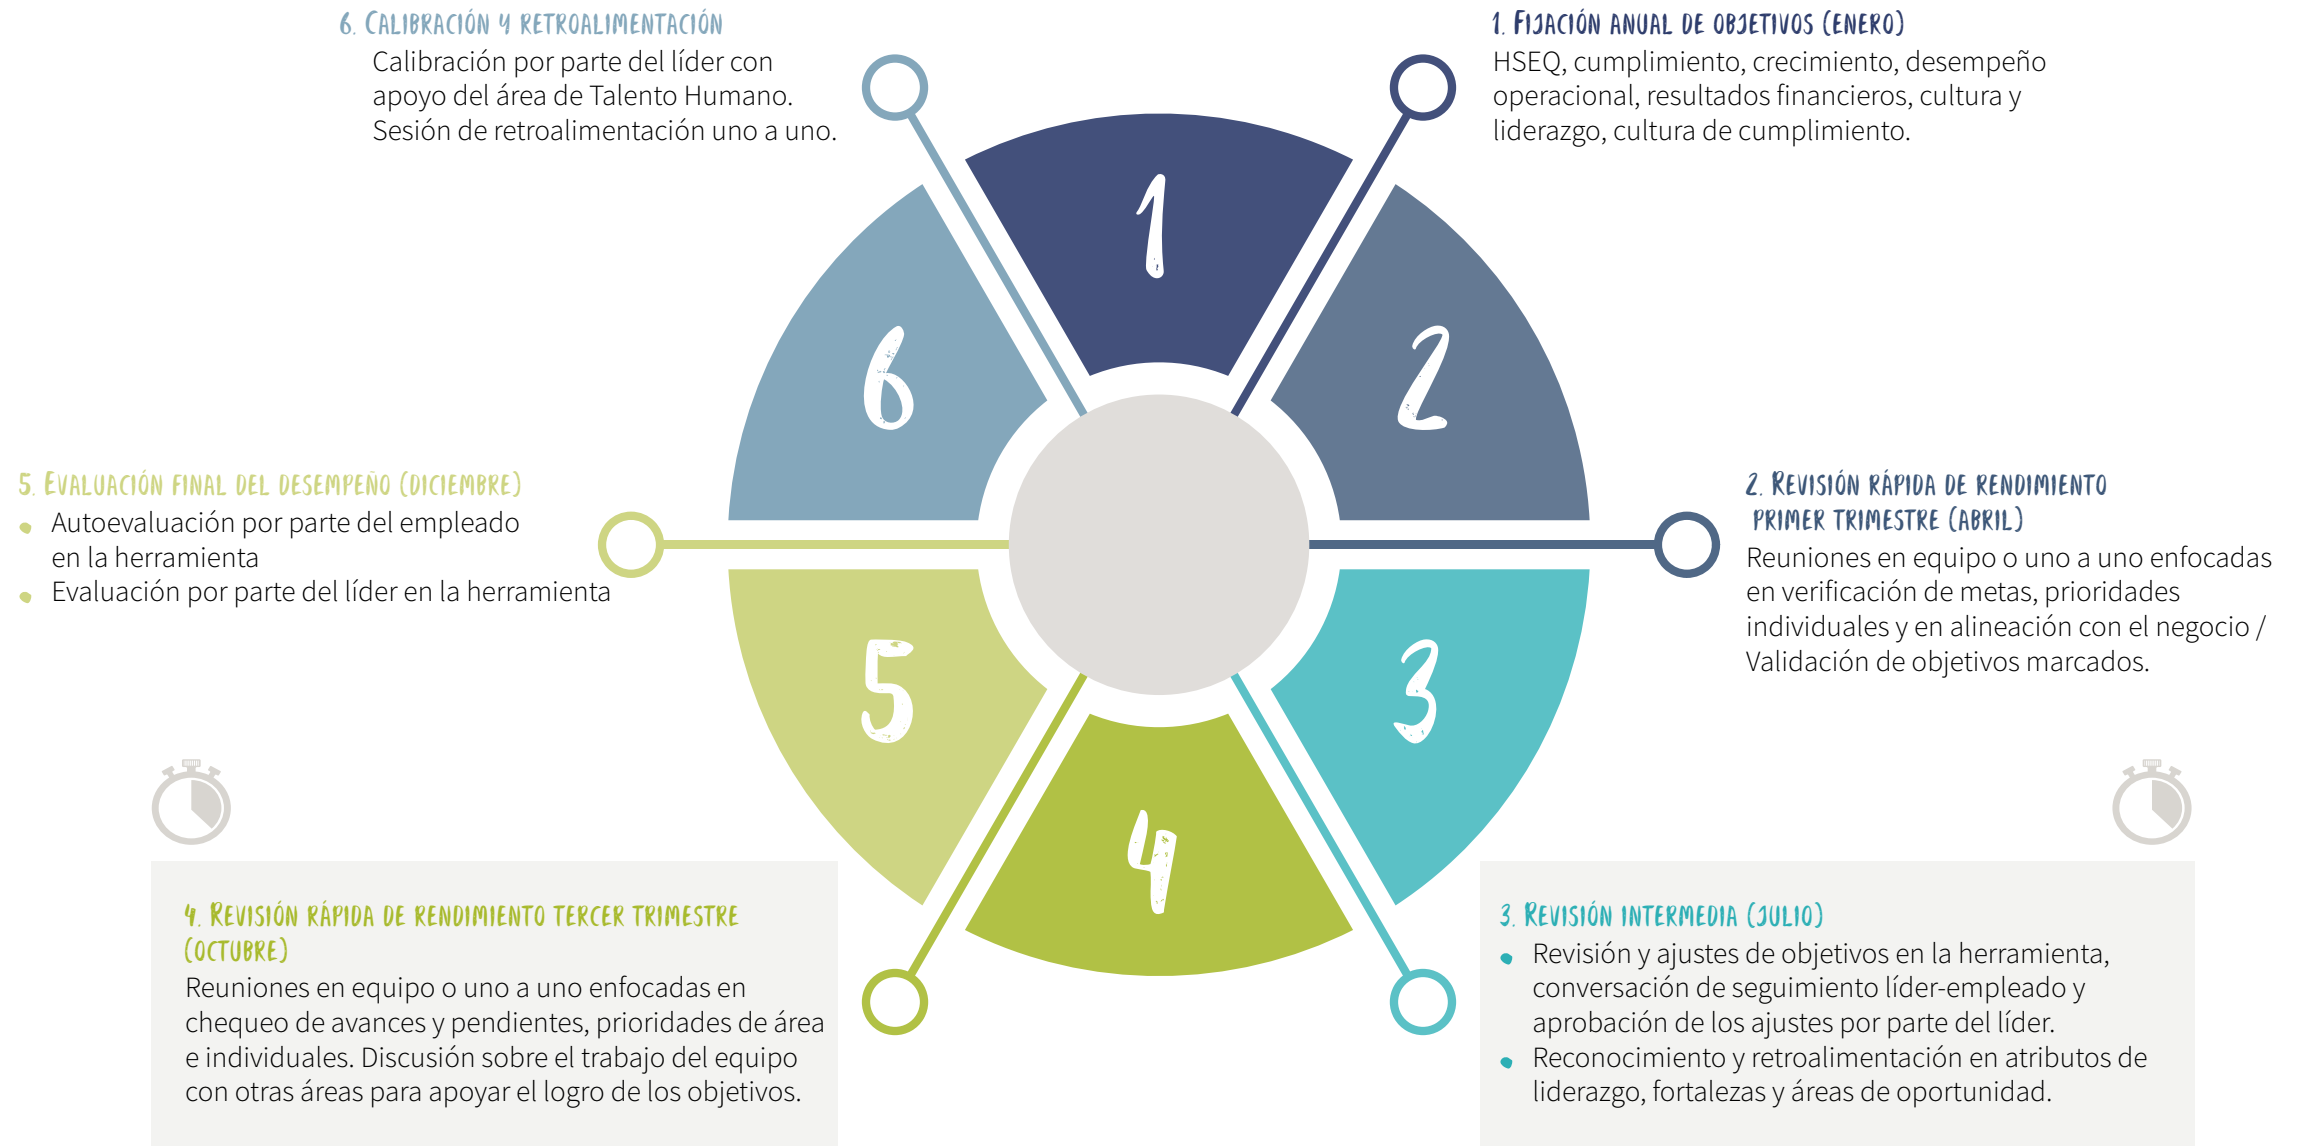 6. Calibración y retroalimentación
Calibración por parte del líder con
apoyo del área de Talento Humano.
Sesión de retroalimentación uno a uno.
1. Fijación anual de objetivos (enero)
HSEQ, cumplimiento, crecimiento, desempeño
operacional, resultados financieros, cultura y
liderazgo, cultura de cumplimiento.
1
6
2
5. Evaluación final del desempeño (diciembre)
Autoevaluación por parte del empleado
en la herramienta
Evaluación por parte del líder en la herramienta
2. Revisión rápida de rendimiento
primer trimestre (abril)
Reuniones en equipo o uno a uno enfocadas
en verificación de metas, prioridades
individuales y en alineación con el negocio /
Validación de objetivos marcados.
5
3
4
4. Revisión rápida de rendimiento tercer trimestre
(octubre)
Reuniones en equipo o uno a uno enfocadas en
chequeo de avances y pendientes, prioridades de área
e individuales. Discusión sobre el trabajo del equipo
con otras áreas para apoyar el logro de los objetivos.
3. Revisión intermedia (julio)
Revisión y ajustes de objetivos en la herramienta,
conversación de seguimiento líder-empleado y
aprobación de los ajustes por parte del líder.
Reconocimiento y retroalimentación en atributos de
liderazgo, fortalezas y áreas de oportunidad.